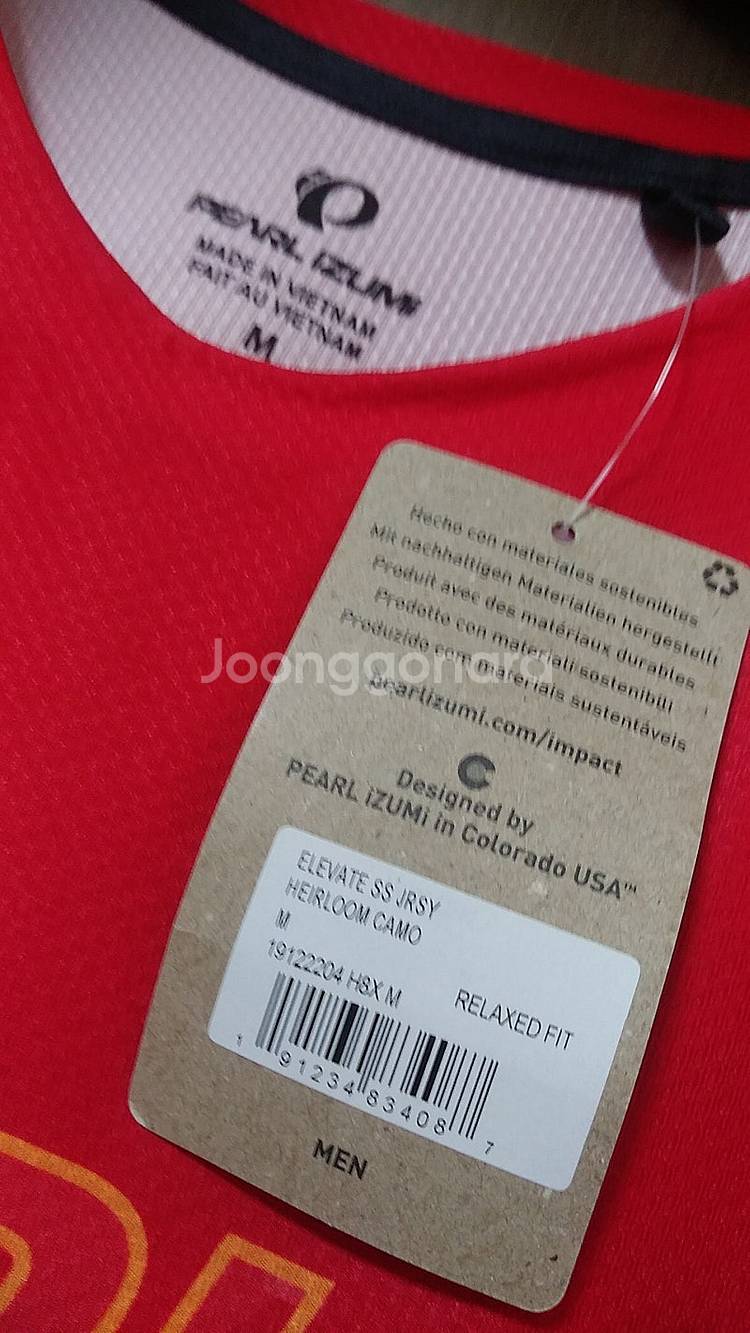 PEARL iZUMi
MADE IN VIETNAM
FAIT AU VIETNAM
M
Hecho con materiales sostenibles
Mit nachhaltigen Materialien hergestellt
Produit avec des matériaux durables
Prodotto con materiali sostenibili
Produzido com materiais sustentáveis
Joonggonara
pearlizumi.com/impact
Designed by
PEARL iZUMi in Colorado USA™
ELEVATE SS JRSY
HEIRLOOM CAMO
M
19122204 H8X M RELAXED FIT
1 91234 83408 7
MEN